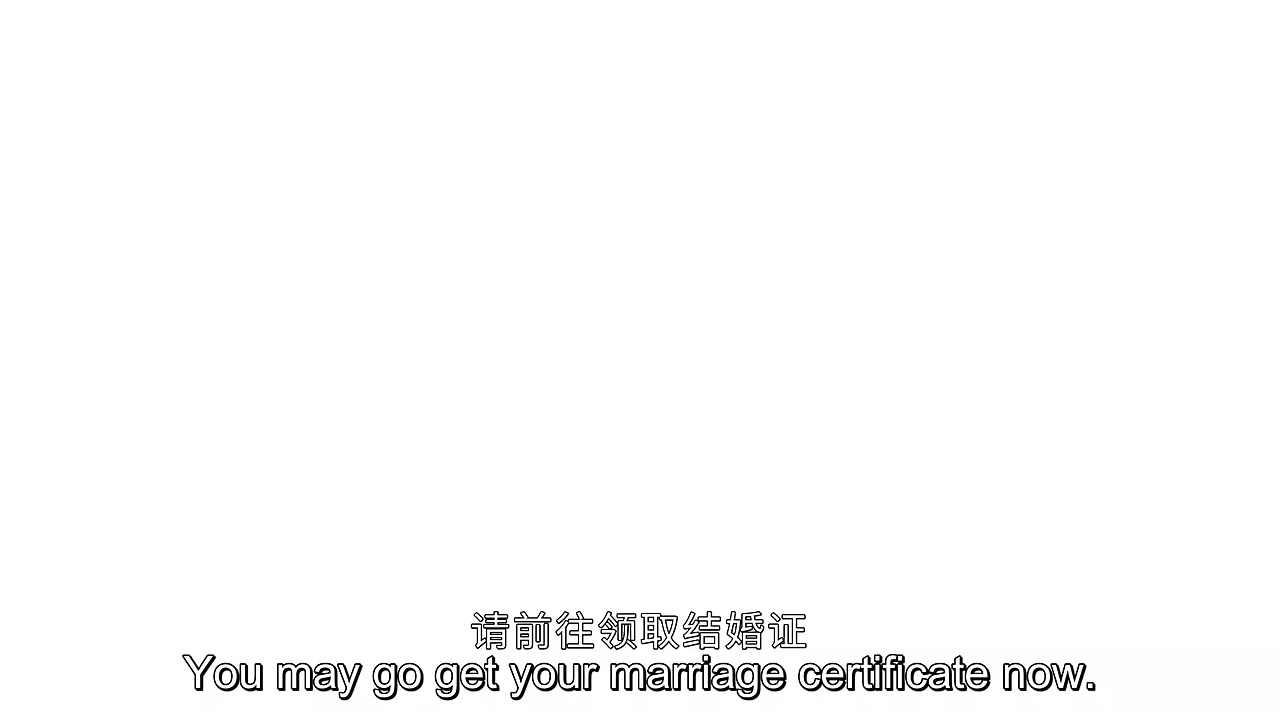 请前往领取结婚证
You may go get your marriage certificate now.